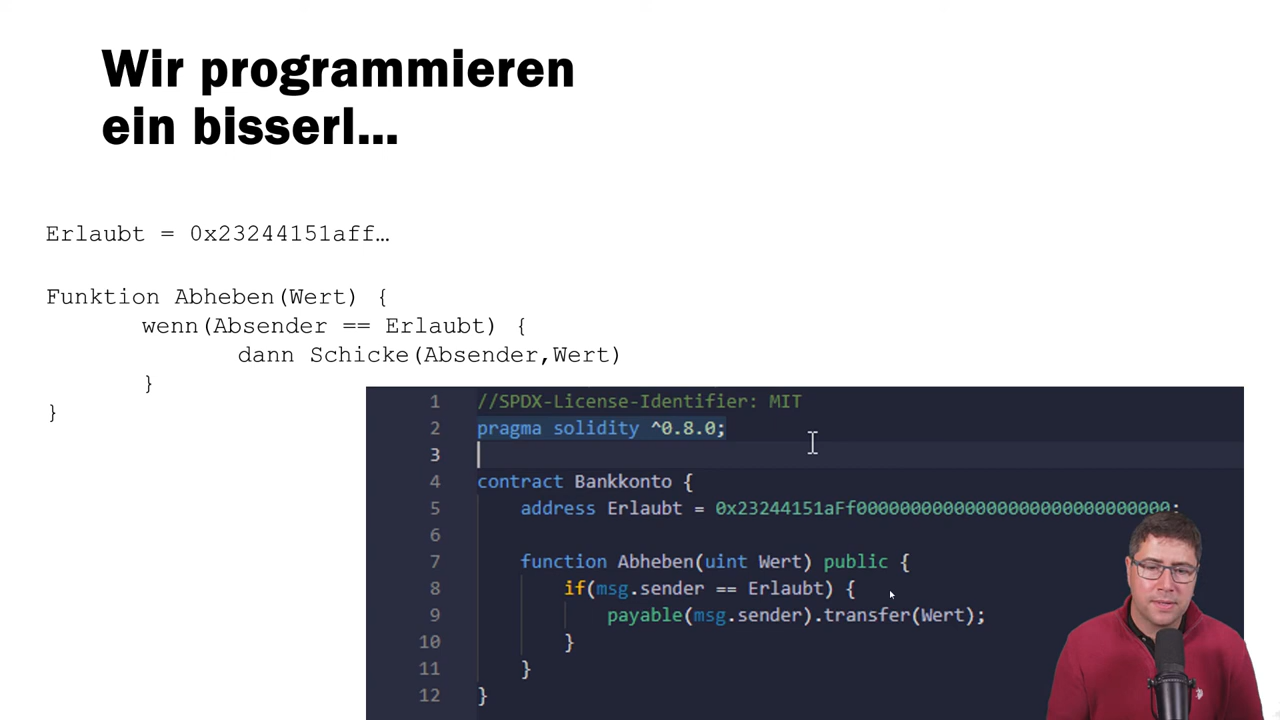 Wir programmieren
ein bisserl...
Erlaubt = 0x23244151aff…
Funktion Abheben(Wert) {
wenn(Absender == Erlaubt) {
dann Schicke(Absender,Wert)
}
}
1 //SPDX-License-Identifier: MIT
2 pragma solidity ^0.8.0;
3
4 contract Bankkonto {
5 address Erlaubt = 0x23244151aFf00000000000000000000000000000;
6
7 function Abheben(uint Wert) public {
8 if(msg.sender == Erlaubt) {
9 payable(msg.sender).transfer(Wert);
10 }
11 }
12 }